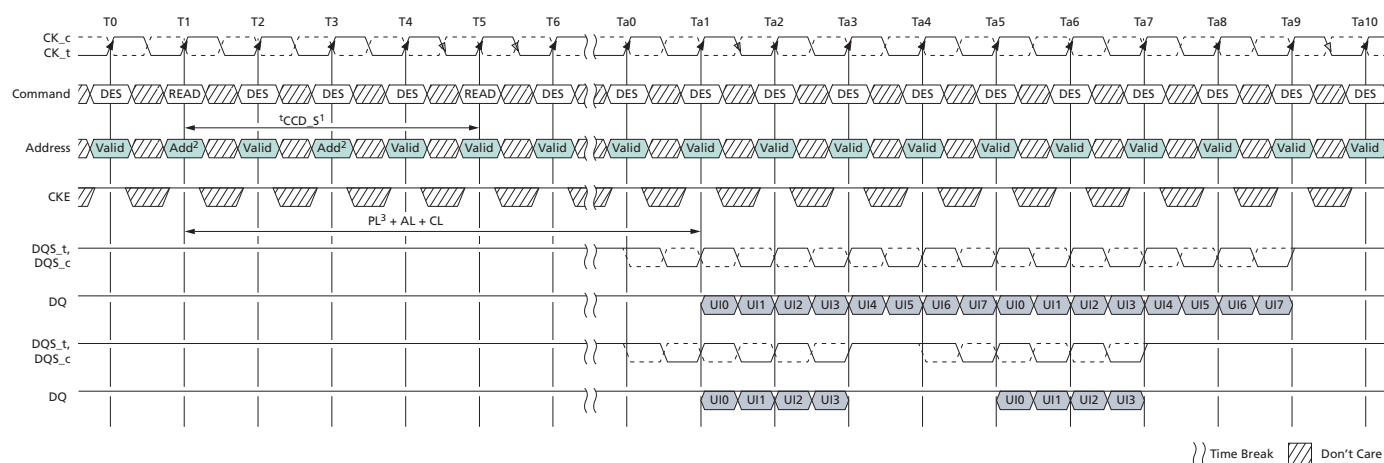 T0 T1 T2 T3 T4 T5 T6 Ta0 Ta1 Ta2 Ta3 Ta4 Ta5 Ta6 Ta7 Ta8 Ta9 Ta10
CK_c
CK_t
Command DES READ DES DES DES READ DES DES DES DES DES DES DES DES DES DES DES DES
tCCD_S1
Address Valid Add2 Valid Add2 Valid Valid Valid Valid Valid Valid Valid Valid Valid Valid Valid Valid Valid Valid
CKE
PL3 + AL + CL
DQS_t,
DQS_c
DQ UI0 UI1 UI2 UI3 UI4 UI5 UI6 UI7 UI0 UI1 UI2 UI3 UI4 UI5 UI6 UI7
DQS_t,
DQS_c
DQ UI0 UI1 UI2 UI3 UI0 UI1 UI2 UI3
Time Break Don't Care